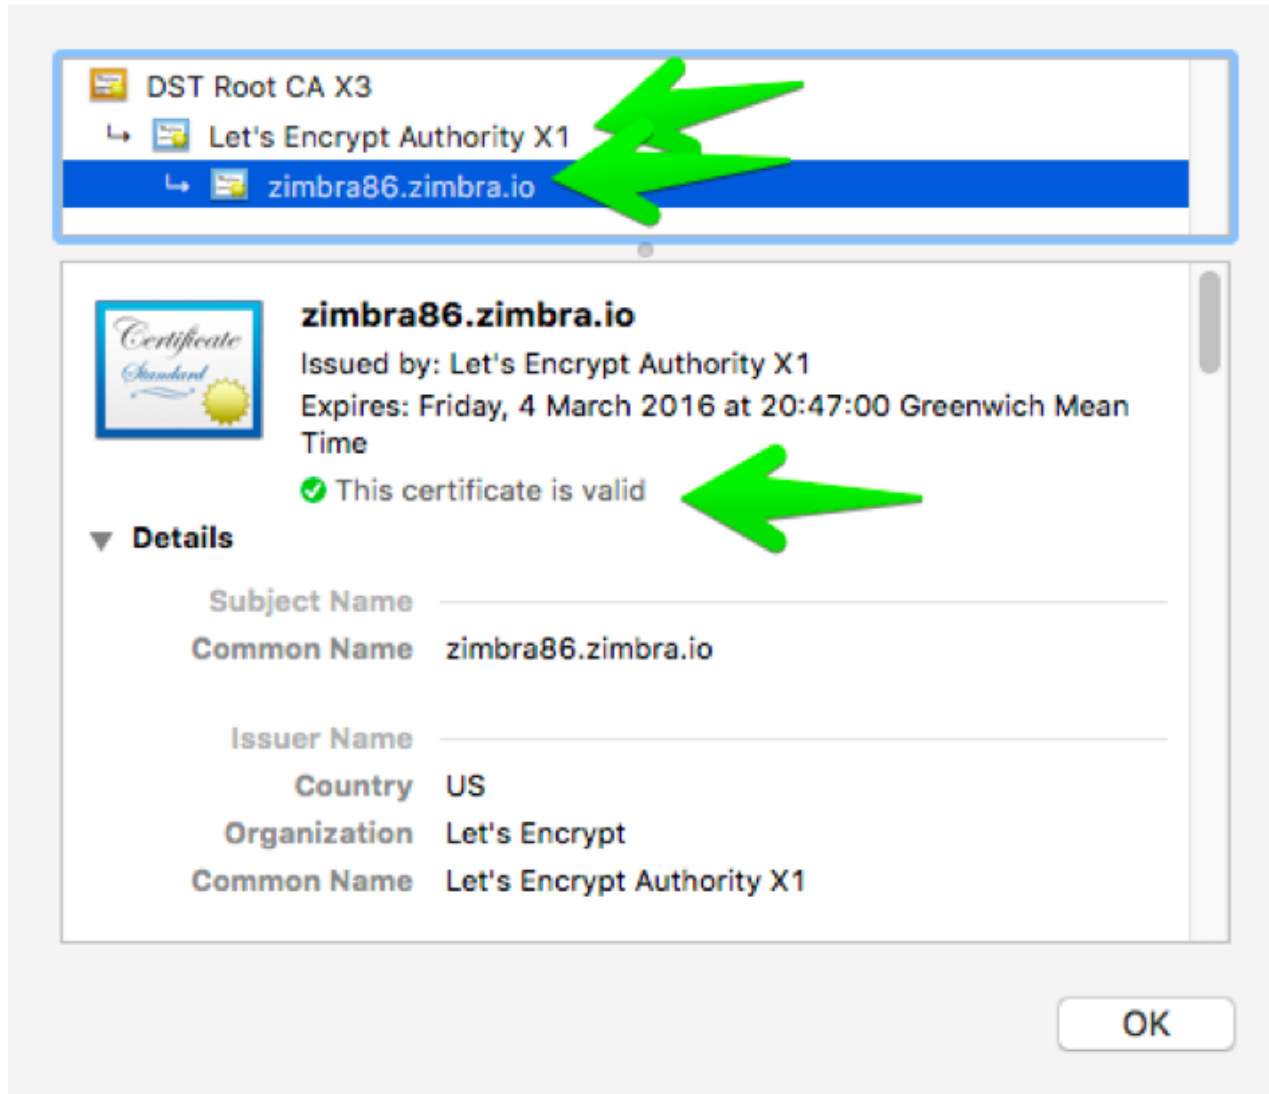 DST Root CA X3
Let's Encrypt Authority X1
zimbra86.zimbra.io
Certificate
Standard
zimbra86.zimbra.io
Issued by: Let's Encrypt Authority X1
Expires: Friday, 4 March 2016 at 20:47:00 Greenwich Mean
Time
This certificate is valid
Details
Subject Name
Common Name zimbra86.zimbra.io
Issuer Name
Country US
Organization Let's Encrypt
Common Name Let's Encrypt Authority X1
OK